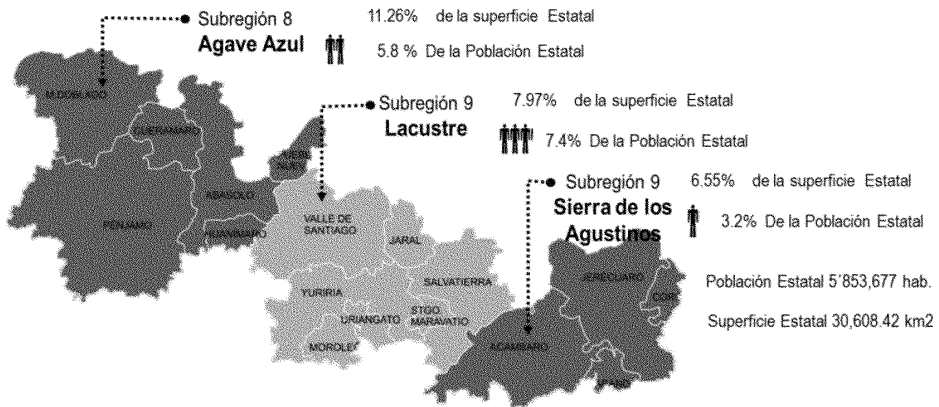 Subregión 8
Agave Azul
11.26% de la superficie Estatal
5.8 % De la Población Estatal
Subregión 9
Lacustre
7.97% de la superficie Estatal
7.4% De la Población Estatal
Subregión 9
Sierra de los
Agustinos
6.55% de la superficie Estatal
3.2% De la Población Estatal
Población Estatal 5´853,677 hab.
Superficie Estatal 30,608.42 km2
M.DOBLADO
CUERAMARO
ABASOLO
PENJAMO
HUANIMARO
VALLE DE
SANTIAGO
JARAL
YURIRIA
SALVATIERRA
URIANGATO
STGO.
MARAVATIO
MOROLEO
JERECUARO
ACAMBARO